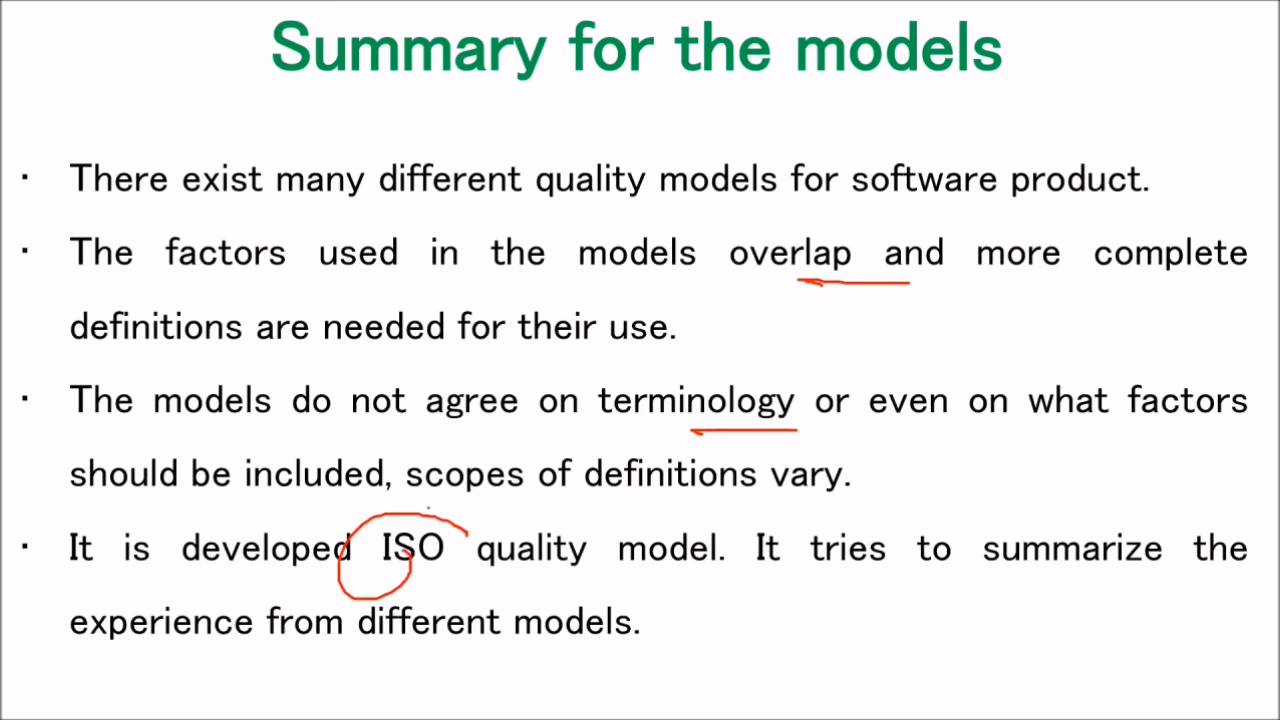 Summary for the models
· There exist many different quality models for software product.
· The factors used in the models overlap and more complete
definitions are needed for their use.
· The models do not agree on terminology or even on what factors
should be included, scopes of definitions vary.
· It is developed ISO quality model. It tries to summarize the
experience from different models.